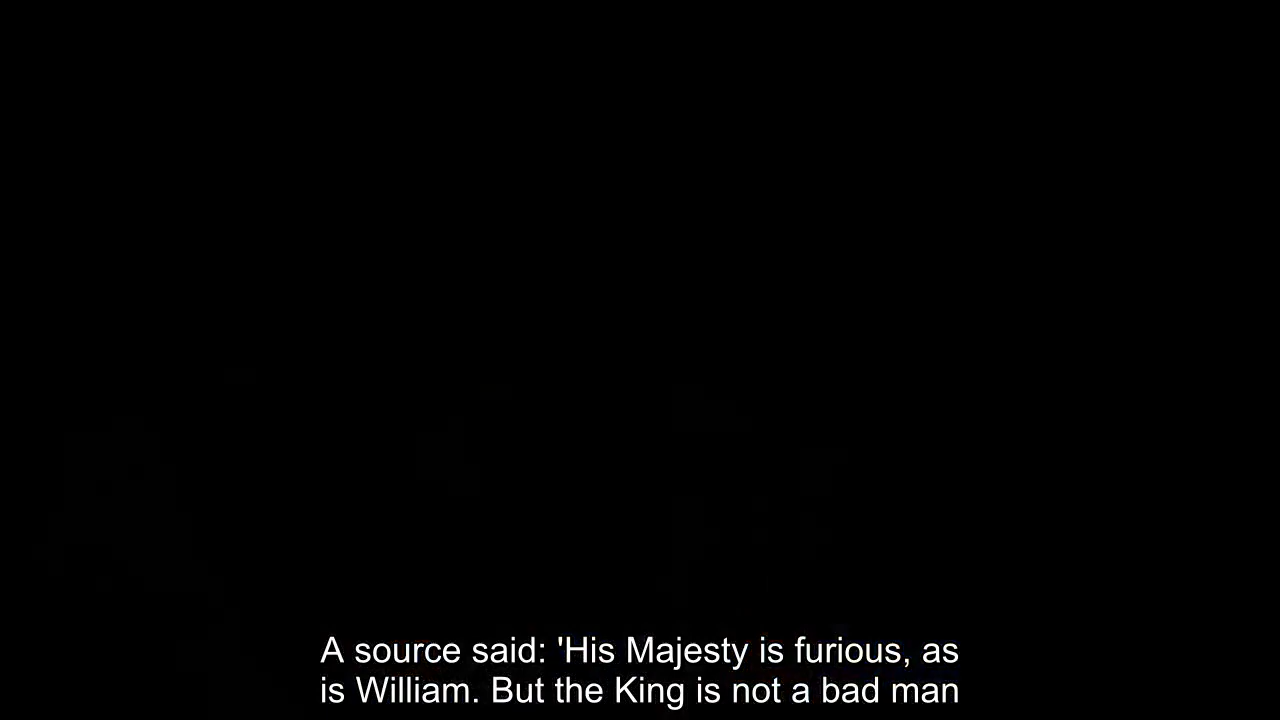 A source said: 'His Majesty is furious, as
is William. But the King is not a bad man